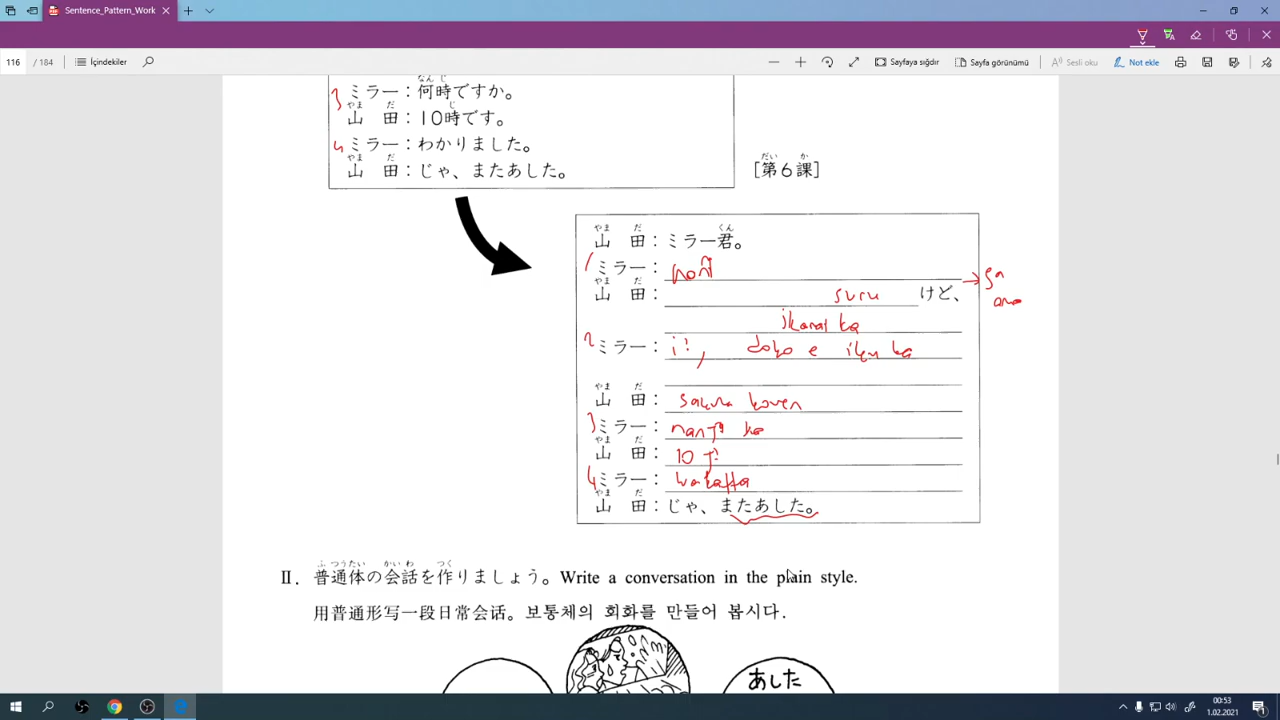 Sentence_Pattern_Work
116 / 184
İçindekiler
Sayfaya sığdır
Sayfa görünümü
Sesli oku
Not ekle
3 ミラー：何時ですか。
山田：10時です。
4 ミラー：わかりました。
山田：じゃ、またあした。
[第6課]
山田：ミラー君。
1 ミラー：
山田： suru けど、
ka
2 ミラー： doko e iku ka
山田： sakura
3 ミラー： nanji ka
山田： 10 ji
4 ミラー： wakatta
山田：じゃ、またあした。
II. 普通体の会話を作りましょう。Write a conversation in the plain style.
用普通形写一段日常会话。보통체의 회화를 만들어 봅시다.
あした
00:53
1.02.2021